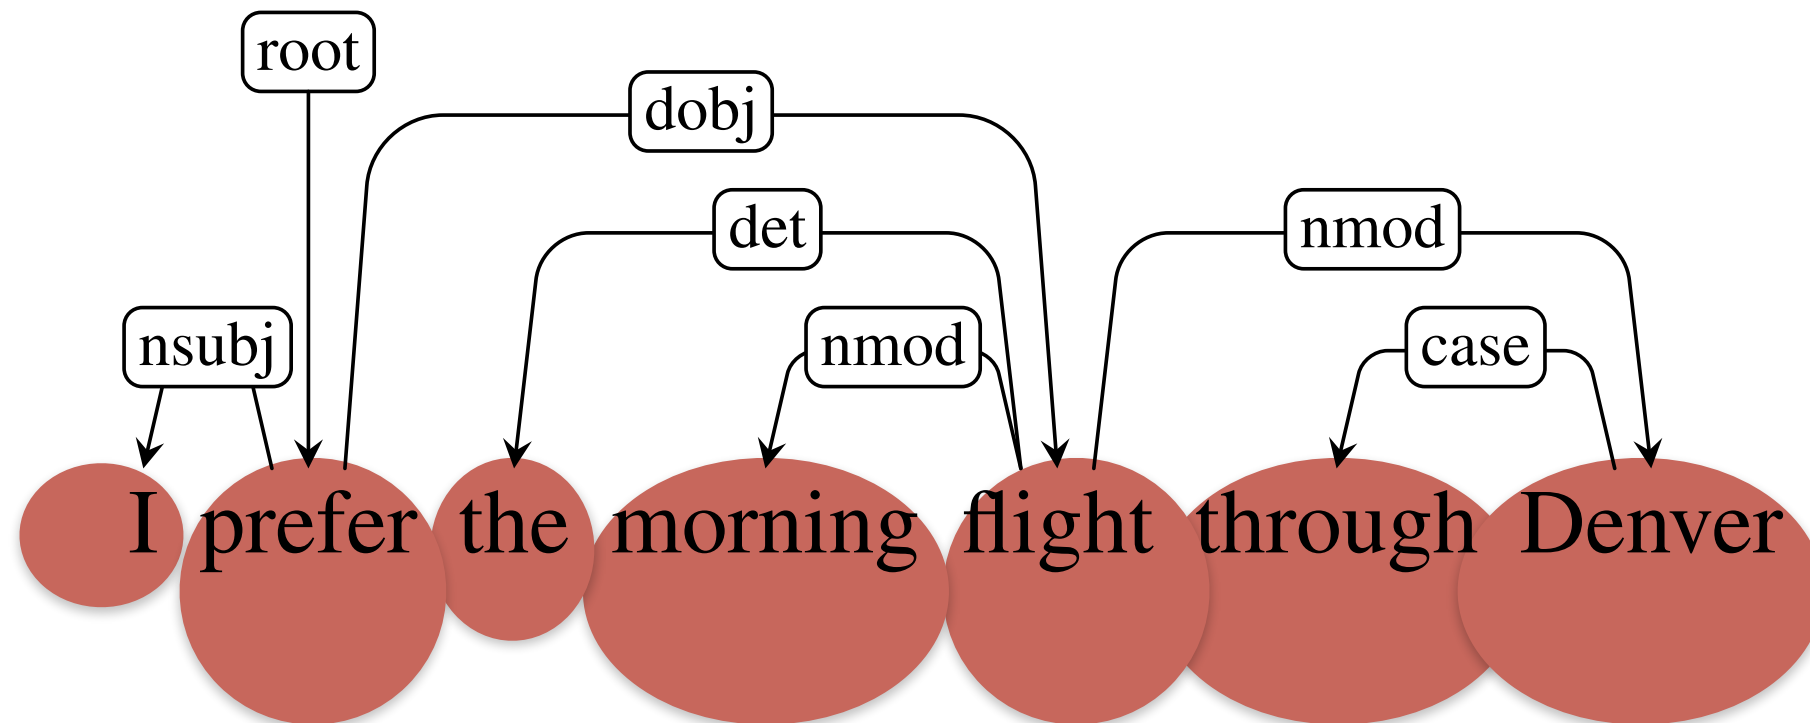 root
dobj
det
nmod
nsubj
nmod
case
I prefer the morning flight through Denver